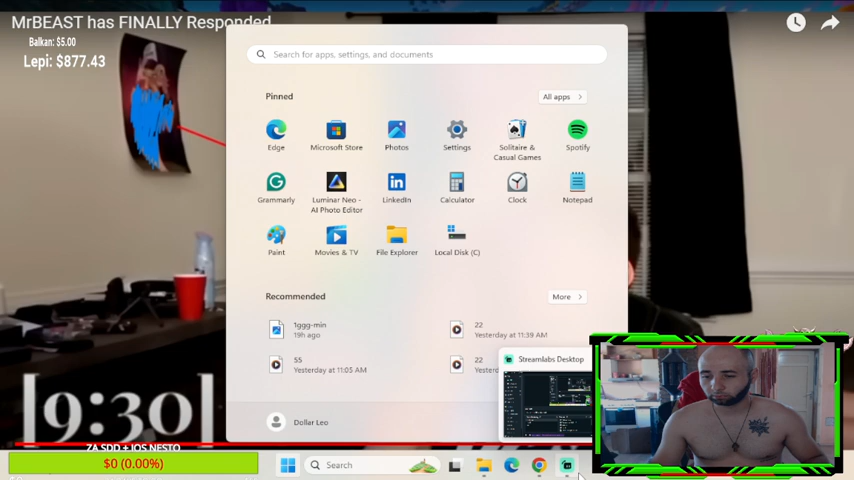 MrBEAST has FINALLY Responded
Balkan: $5.00
Lepi: $877.43
Search for apps, settings, and documents
Pinned
All apps
Edge
Microsoft Store
Photos
Settings
Solitaire & Casual Games
Spotify
Grammarly
Luminar Neo - AI Photo Editor
LinkedIn
Calculator
Clock
Notepad
Paint
Movies & TV
File Explorer
Local Disk (C)
Recommended
More
1ggg-min
19h ago
22
Yesterday at 11:39 AM
55
Yesterday at 11:05 AM
22
Yesterday
Streamlabs Desktop
[9:30]
Dollar Leo
ZA SDD + JOS NESTO
$0 (0.00%)
Search